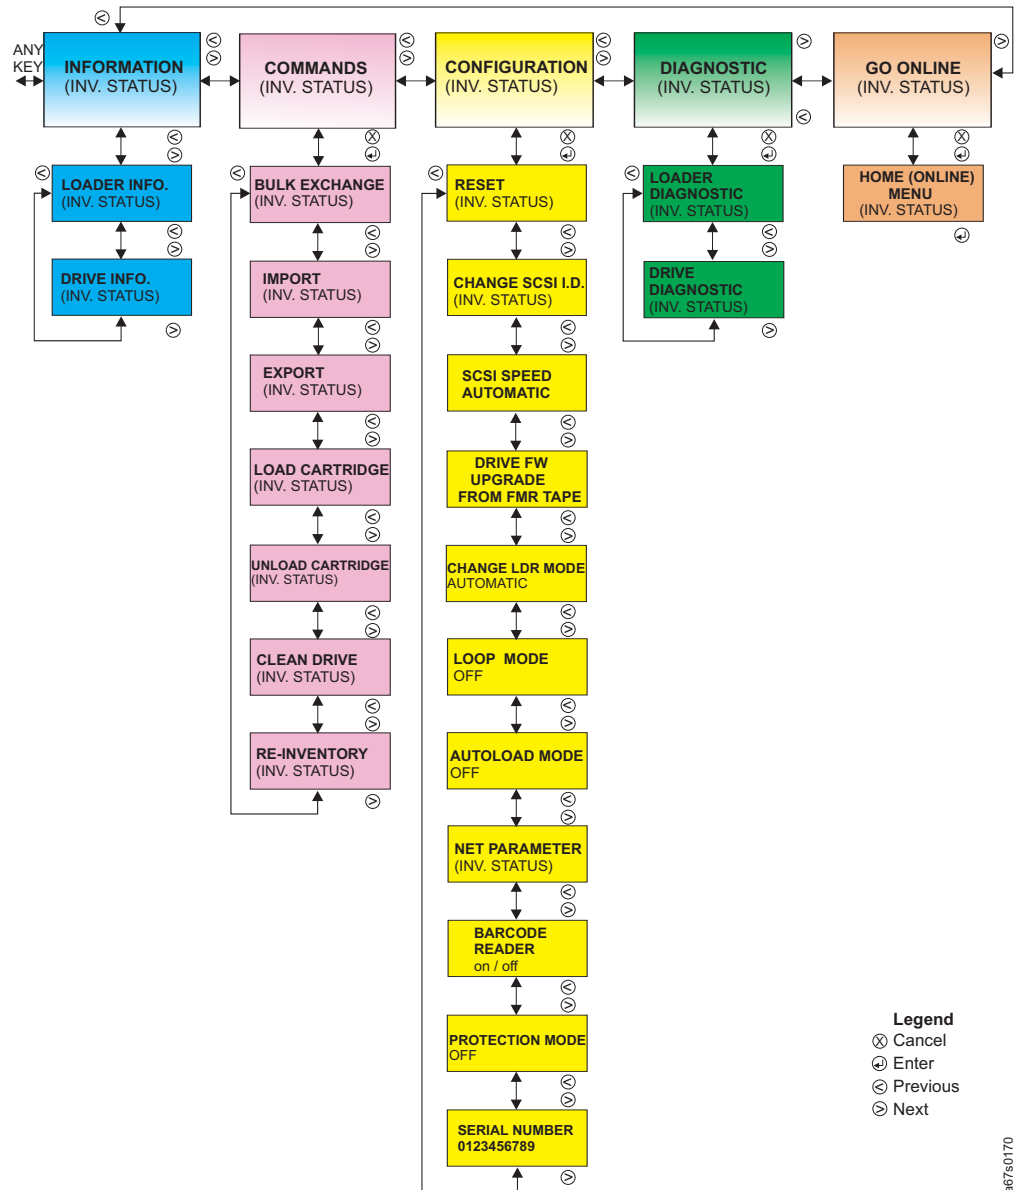 ANY
KEY
INFORMATION
(INV. STATUS)
COMMANDS
(INV. STATUS)
CONFIGURATION
(INV. STATUS)
DIAGNOSTIC
(INV. STATUS)
GO ONLINE
(INV. STATUS)
LOADER INFO.
(INV. STATUS)
DRIVE INFO.
(INV. STATUS)
BULK EXCHANGE
(INV. STATUS)
IMPORT
(INV. STATUS)
EXPORT
(INV. STATUS)
LOAD CARTRIDGE
(INV. STATUS)
UNLOAD CARTRIDGE
(INV. STATUS)
CLEAN DRIVE
(INV. STATUS)
RE-INVENTORY
(INV. STATUS)
RESET
(INV. STATUS)
CHANGE SCSI I.D.
(INV. STATUS)
SCSI SPEED
AUTOMATIC
DRIVE FW
UPGRADE
FROM FMR TAPE
CHANGE LDR MODE
AUTOMATIC
LOOP MODE
OFF
AUTOLOAD MODE
OFF
NET PARAMETER
(INV. STATUS)
BARCODE
READER
on / off
PROTECTION MODE
OFF
SERIAL NUMBER
0123456789
LOADER
DIAGNOSTIC
(INV. STATUS)
DRIVE
DIAGNOSTIC
(INV. STATUS)
HOME (ONLINE)
MENU
(INV. STATUS)
Legend
Cancel
Enter
Previous
Next
a67s0170